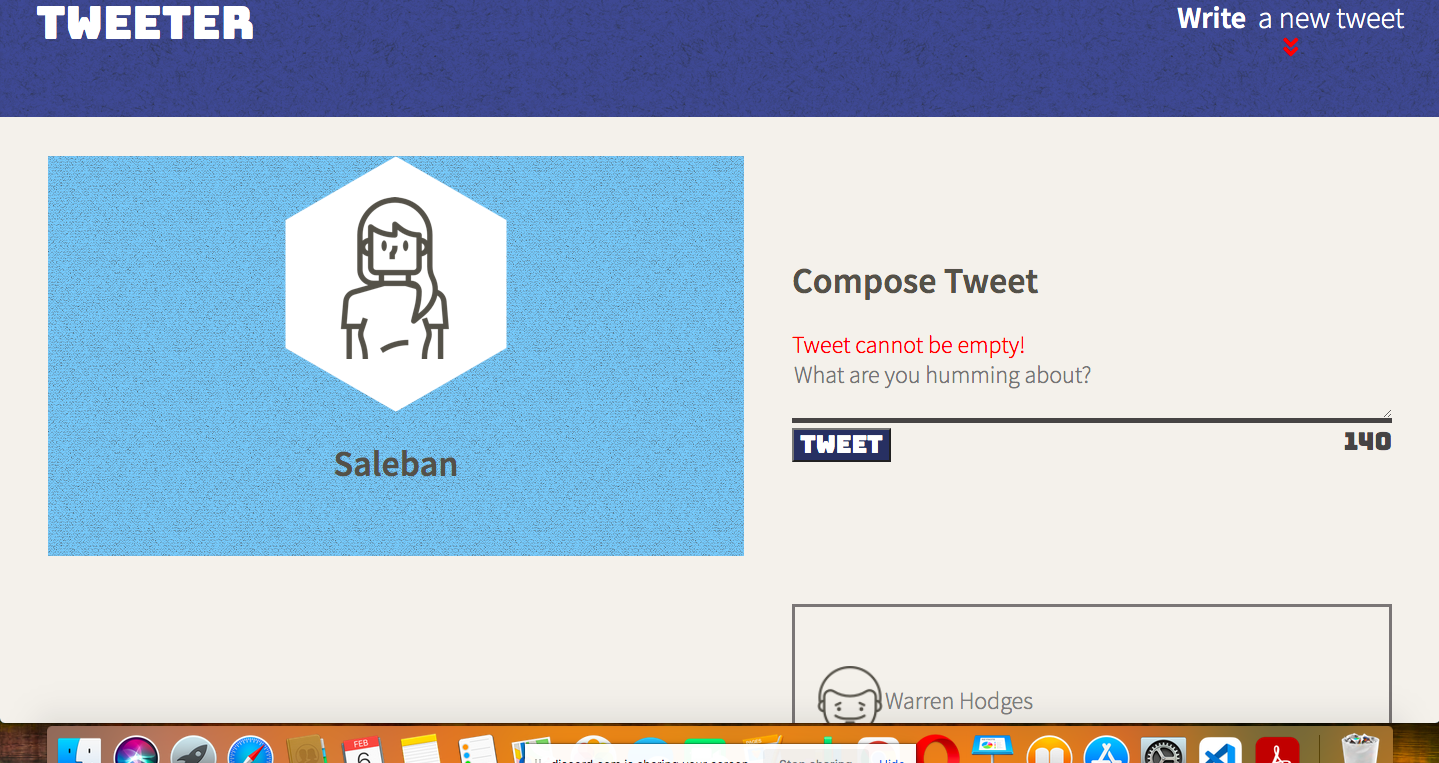 TWEETER
Write a new tweet
Compose Tweet
Tweet cannot be empty!
What are you humming about?
TWEET
140
Saleban
Warren Hodges
FEB
6
discord.com is sharing your screen.
Stop sharing
Hide